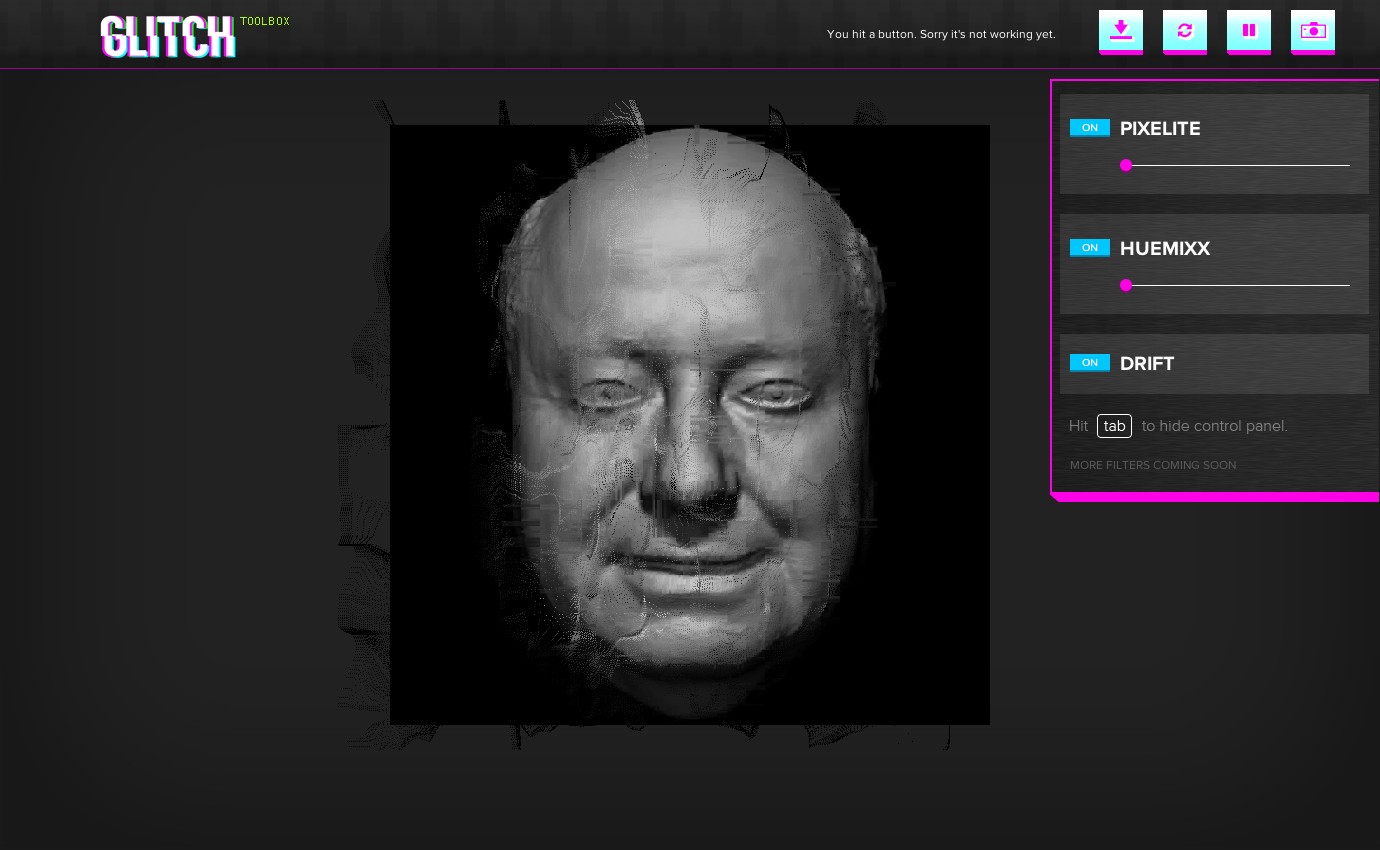 GLITCH TOOLBOX
You hit a button. Sorry it's not working yet.
ON PIXELITE
ON HUEMIXX
ON DRIFT
Hit tab to hide control panel.
MORE FILTERS COMING SOON